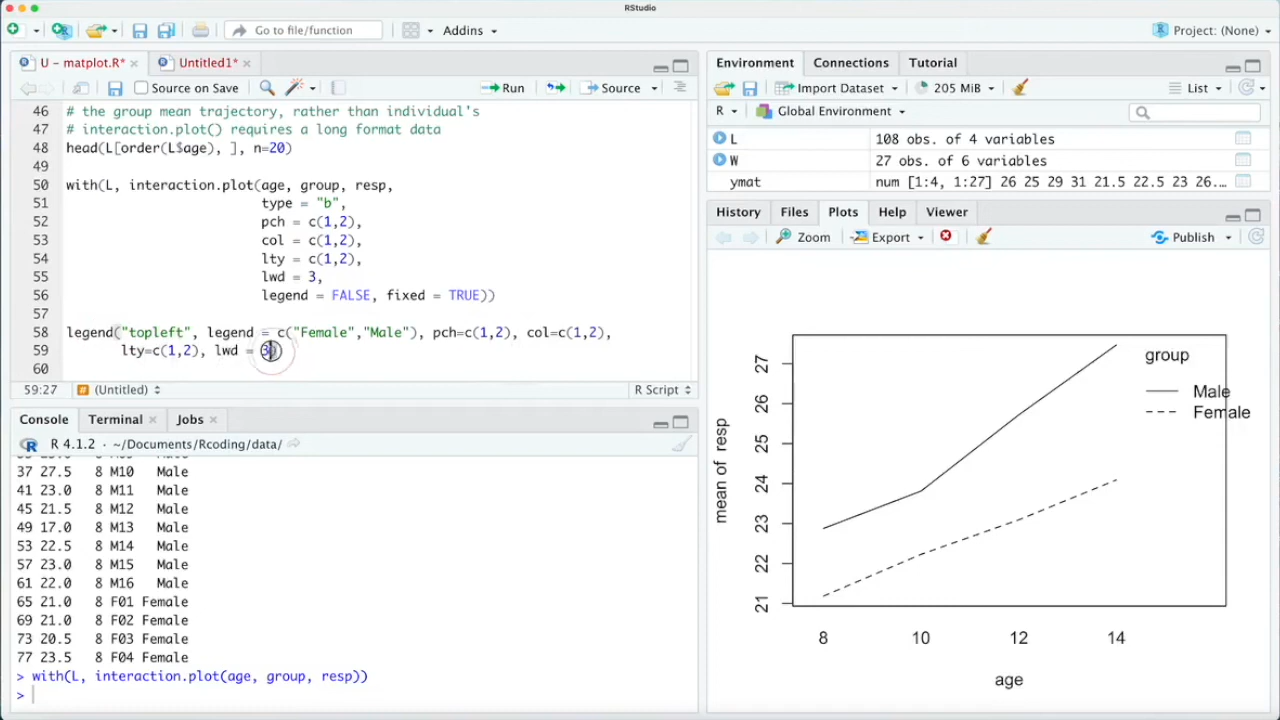 RStudio
Go to file/function
Addins
Project: (None)
U - matplot.R*
Untitled1*
Source on Save
Run
Source
46 # the group mean trajectory, rather than individual's
47 # interaction.plot() requires a long format data
48 head(L[order(L$age), ], n=20)
49
50 with(L, interaction.plot(age, group, resp,
51 type = "b",
52 pch = c(1,2),
53 col = c(1,2),
54 lty = c(1,2),
55 lwd = 3,
56 legend = FALSE, fixed = TRUE))
57
58 legend("topleft", legend = c("Female","Male"), pch=c(1,2), col=c(1,2),
59 lty=c(1,2), lwd = 3)
60
59:27
(Untitled)
R Script
Console
Terminal
Jobs
R 4.1.2 · ~/Documents/Rcoding/data/
37 27.5 8 M10 Male
41 23.0 8 M11 Male
45 21.5 8 M12 Male
49 17.0 8 M13 Male
53 22.5 8 M14 Male
57 23.0 8 M15 Male
61 22.0 8 M16 Male
65 21.0 8 F01 Female
69 21.0 8 F02 Female
73 20.5 8 F03 Female
77 23.5 8 F04 Female
> with(L, interaction.plot(age, group, resp))
>
Environment
Connections
Tutorial
Import Dataset
205 MiB
List
R
Global Environment
L 108 obs. of 4 variables
W 27 obs. of 6 variables
ymat num [1:4, 1:27] 26 25 29 31 21.5 22.5 23 26...
History
Files
Plots
Help
Viewer
Zoom
Export
Publish
group
Male
Female
mean of resp
27
26
25
24
23
22
21
8 10 12 14
age